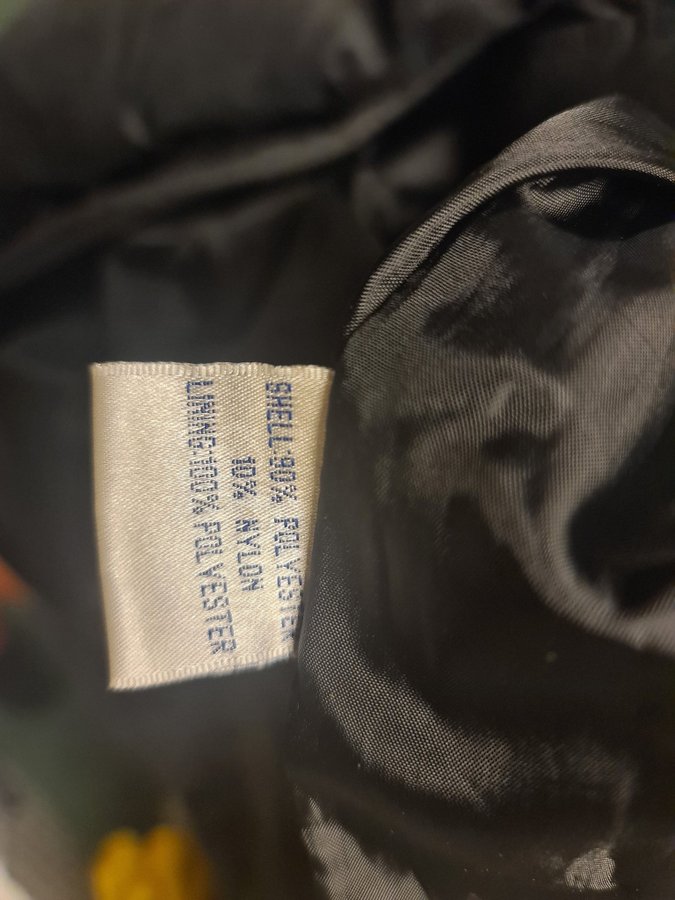 SHELL:90% POLYESTER
10% NYLON
LINING:100% POLYESTER